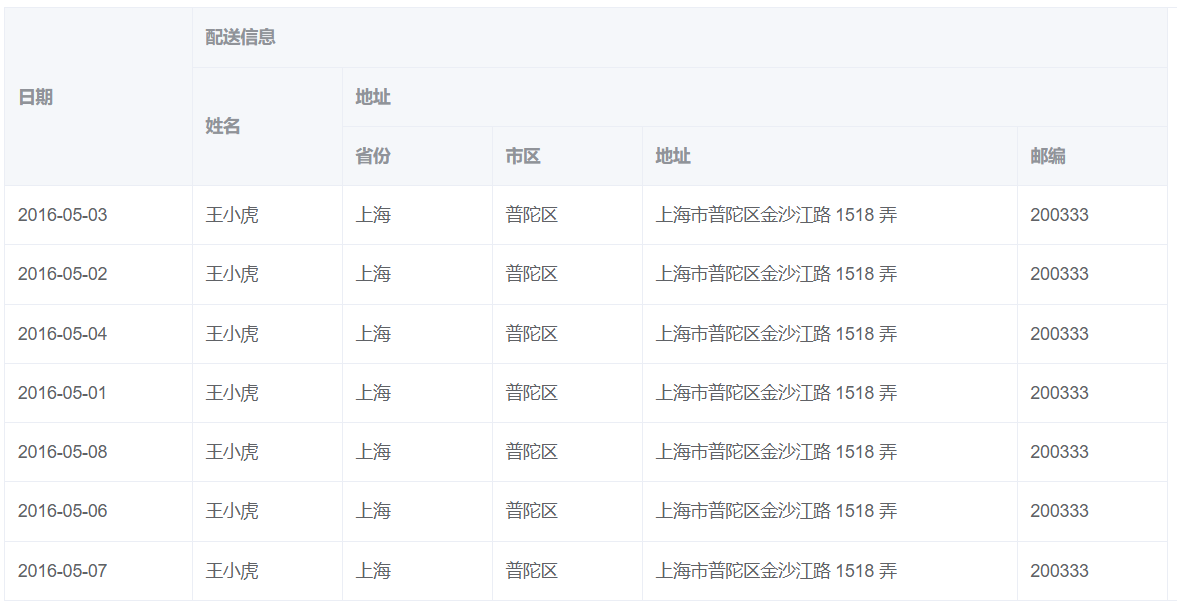 配送信息
日期
地址
姓名
省份 市区 地址 邮编
2016-05-03 王小虎 上海 普陀区 上海市普陀区金沙江路 1518 弄 200333
2016-05-02 王小虎 上海 普陀区 上海市普陀区金沙江路 1518 弄 200333
2016-05-04 王小虎 上海 普陀区 上海市普陀区金沙江路 1518 弄 200333
2016-05-01 王小虎 上海 普陀区 上海市普陀区金沙江路 1518 弄 200333
2016-05-08 王小虎 上海 普陀区 上海市普陀区金沙江路 1518 弄 200333
2016-05-06 王小虎 上海 普陀区 上海市普陀区金沙江路 1518 弄 200333
2016-05-07 王小虎 上海 普陀区 上海市普陀区金沙江路 1518 弄 200333